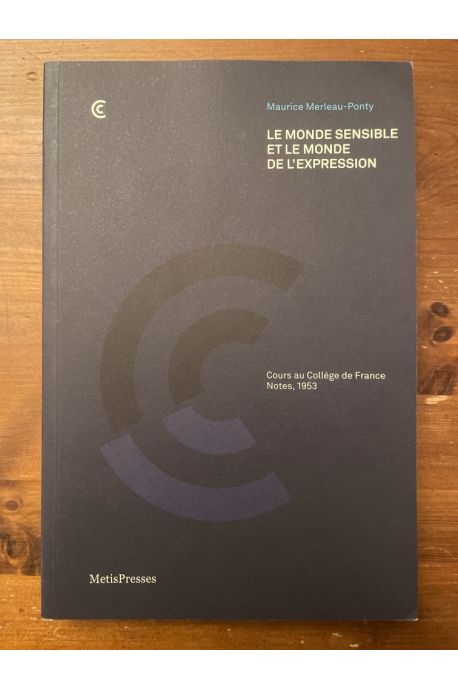 Maurice Merleau-Ponty
LE MONDE SENSIBLE
ET LE MONDE
DE L'EXPRESSION
Cours au Collège de France
Notes, 1953
MetisPresses